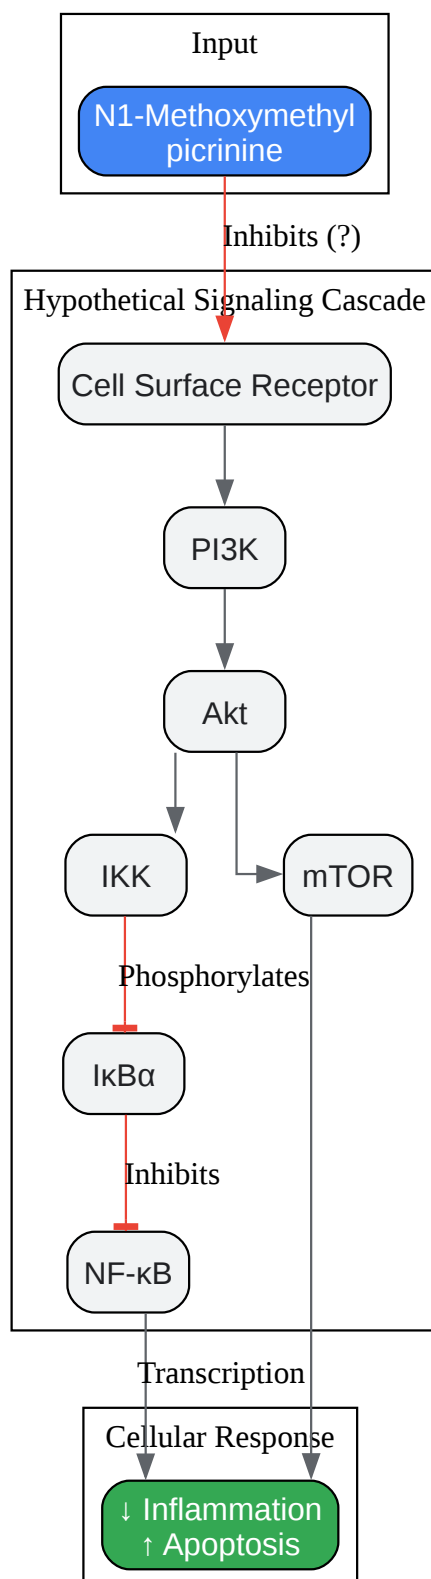 Input
N1-Methoxymethyl
picrinine
Inhibits (?)
Hypothetical Signaling Cascade
Cell Surface Receptor
PI3K
Akt
IKK
mTOR
Phosphorylates
IκBα
Inhibits
NF-κB
Transcription
Cellular Response
↓ Inflammation
↑ Apoptosis